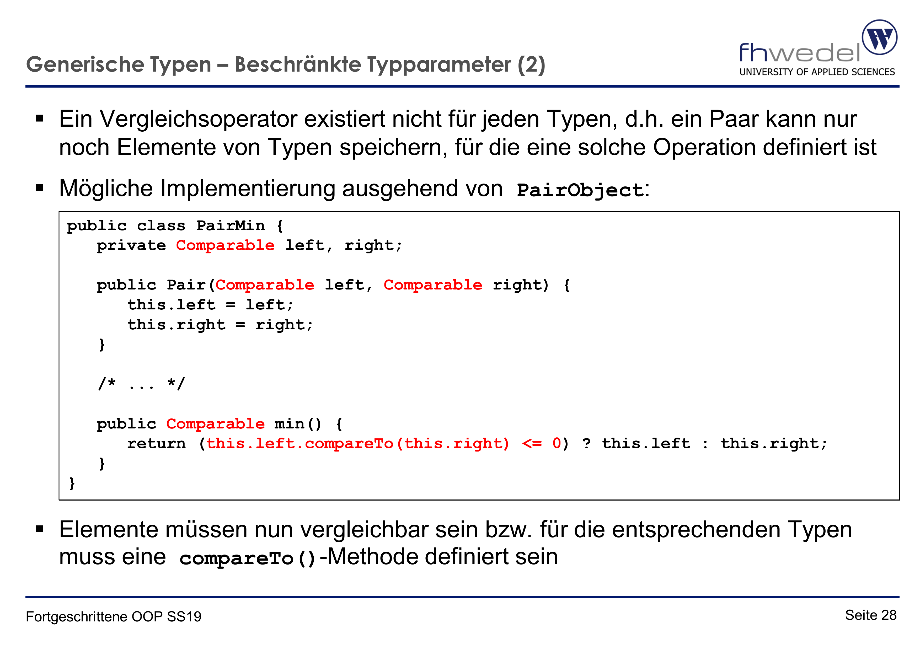 Generische Typen – Beschränkte Typparameter (2)
fhwedel
W
UNIVERSITY OF APPLIED SCIENCES
▪ Ein Vergleichsoperator existiert nicht für jeden Typen, d.h. ein Paar kann nur
noch Elemente von Typen speichern, für die eine solche Operation definiert ist
▪ Mögliche Implementierung ausgehend von PairObject:
public class PairMin {
   private Comparable left, right;

   public Pair(Comparable left, Comparable right) {
      this.left = left;
      this.right = right;
   }

   /* ... */

   public Comparable min() {
      return (this.left.compareTo(this.right) <= 0) ? this.left : this.right;
   }
}
▪ Elemente müssen nun vergleichbar sein bzw. für die entsprechenden Typen
muss eine compareTo()-Methode definiert sein
Fortgeschrittene OOP SS19
Seite 28